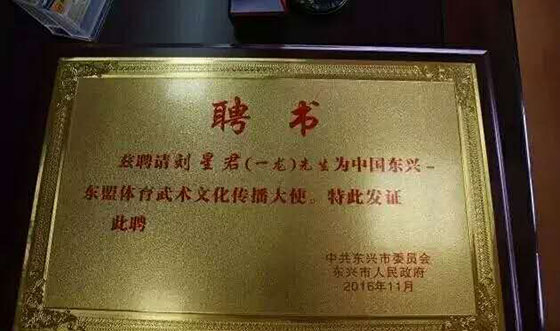 聘书
兹聘请刘星君(一龙)先生为中国东兴-
东盟体育武术文化传播大使。特此发证
此聘
中共东兴市委员会
东兴市人民政府
2016年11月